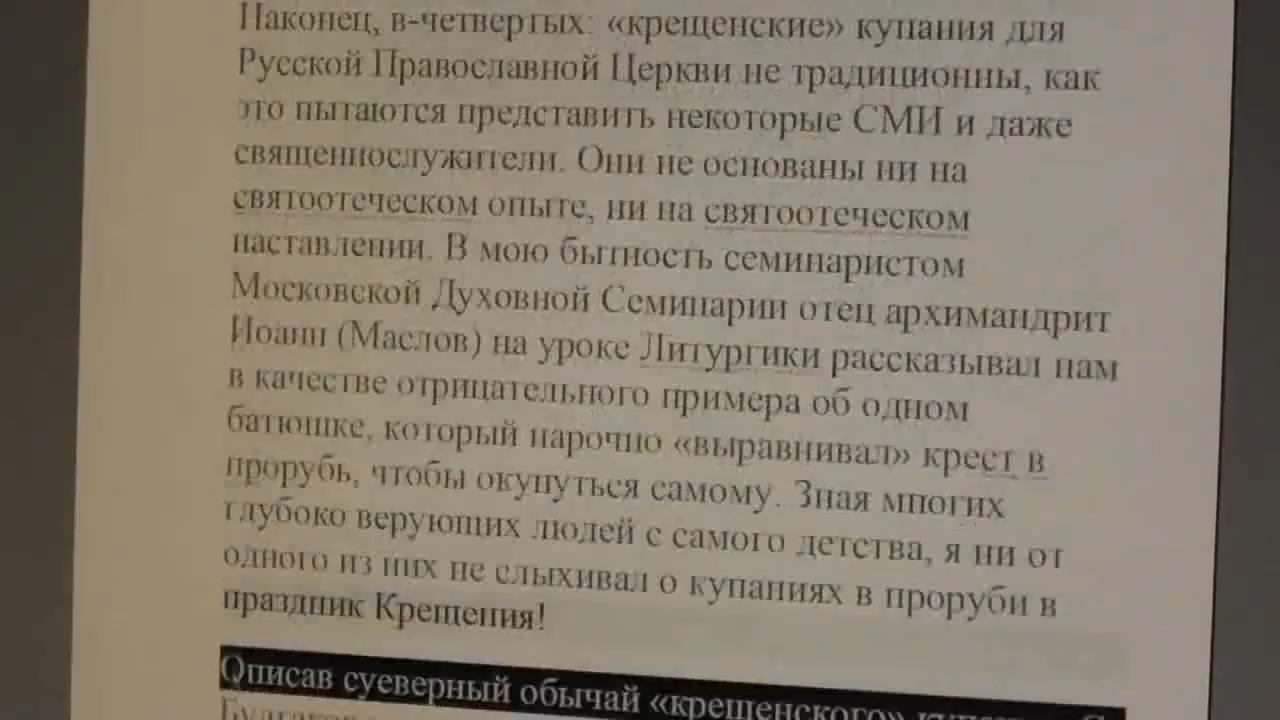 Наконец, в-четвертых: «крещенские» купания для
Русской Православной Церкви не традиционны, как
это пытаются представить некоторые СМИ и даже
священнослужители. Они не основаны ни на
святоотеческом опыте, ни на святоотеческом
наставлении. В мою бытность семинаристом
Московской Духовной Семинарии отец архимандрит
Иоанн (Маслов) на уроке Литургики рассказывал нам
в качестве отрицательного примера об одном
батюшке, который нарочно «выравнивал» крест в
прорубь, чтобы окунуться самому. Зная многих
глубоко верующих людей с самого детства, я ни от
одного из них не слыхивал о купаниях в проруби в
праздник Крещения!
Описав суеверный обычай «крещенского»